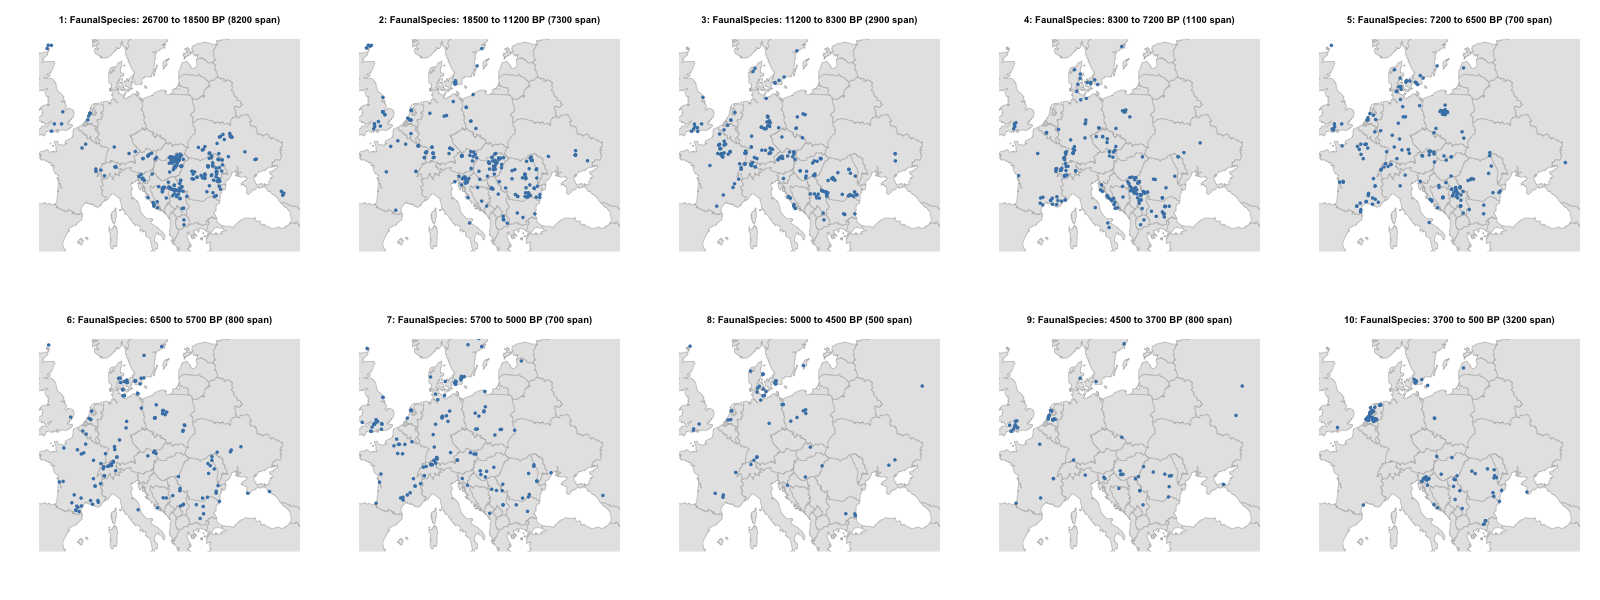 1: FaunalSpecies: 26700 to 18500 BP (8200 span)
2: FaunalSpecies: 18500 to 11200 BP (7300 span)
3: FaunalSpecies: 11200 to 8300 BP (2900 span)
4: FaunalSpecies: 8300 to 7200 BP (1100 span)
5: FaunalSpecies: 7200 to 6500 BP (700 span)
6: FaunalSpecies: 6500 to 5700 BP (800 span)
7: FaunalSpecies: 5700 to 5000 BP (700 span)
8: FaunalSpecies: 5000 to 4500 BP (500 span)
9: FaunalSpecies: 4500 to 3700 BP (800 span)
10: FaunalSpecies: 3700 to 500 BP (3200 span)